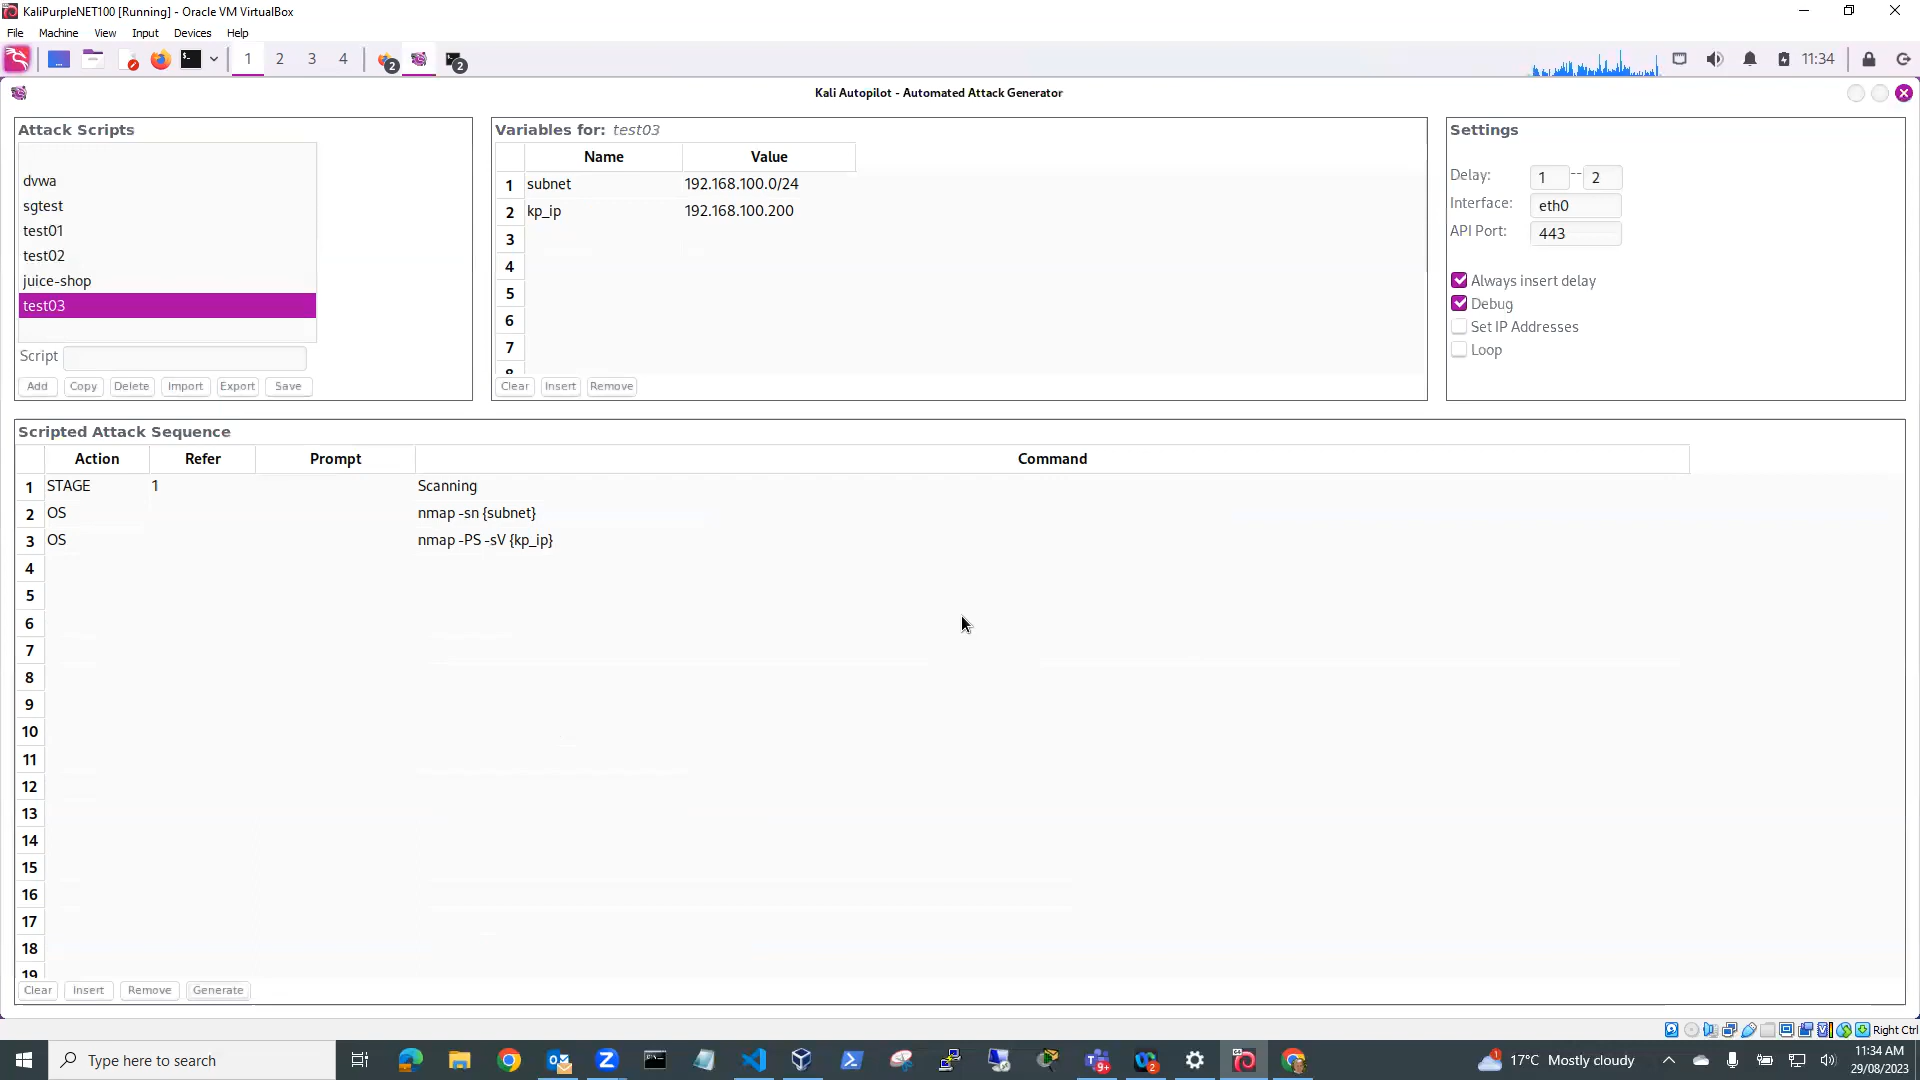 KaliPurpleNET100 [Running] - Oracle VM VirtualBox
File Machine View Input Devices Help
1 2 3 4 2 2 11:34
Kali Autopilot - Automated Attack Generator
Attack Scripts
dvwa
sgtest
test01
test02
juice-shop
test03
Script
Add Copy Delete Import Export Save
Variables for: test03
Name Value
1 subnet 192.168.100.0/24
2 kp_ip 192.168.100.200
3
4
5
6
7
8
Clear Insert Remove
Settings
Delay: 1 -- 2
Interface: eth0
API Port: 443
Always insert delay
Debug
Set IP Addresses
Loop
Scripted Attack Sequence
Action Refer Prompt Command
1 STAGE 1 Scanning
2 OS nmap -sn {subnet}
3 OS nmap -PS -sV {kp_ip}
4
5
6
7
8
9
10
11
12
13
14
15
16
17
18
19
Clear Insert Remove Generate
Right Ctrl
Type here to search
9+
2
1
17°C Mostly cloudy
11:34 AM
29/08/2023